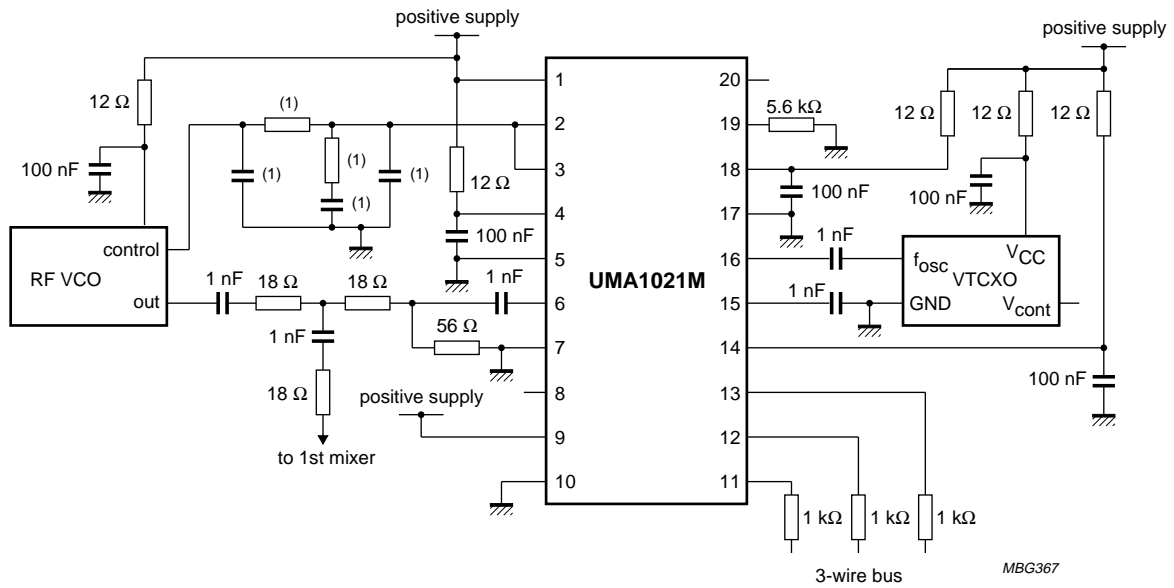 positive supply
positive supply
12 Ω
(1)
100 nF
(1)
(1)
(1)
(1)
12 Ω
100 nF
RF VCO
control
out
1 nF
18 Ω
18 Ω
1 nF
1 nF
56 Ω
18 Ω
to 1st mixer
positive supply
UMA1021M
1
2
3
4
5
6
7
8
9
10
20
19
18
17
16
15
14
13
12
11
5.6 kΩ
12 Ω
12 Ω
12 Ω
100 nF
100 nF
1 nF
1 nF
fosc
VCC
VTCXO
GND
Vcont
100 nF
1 kΩ
1 kΩ
1 kΩ
3-wire bus
MBG367